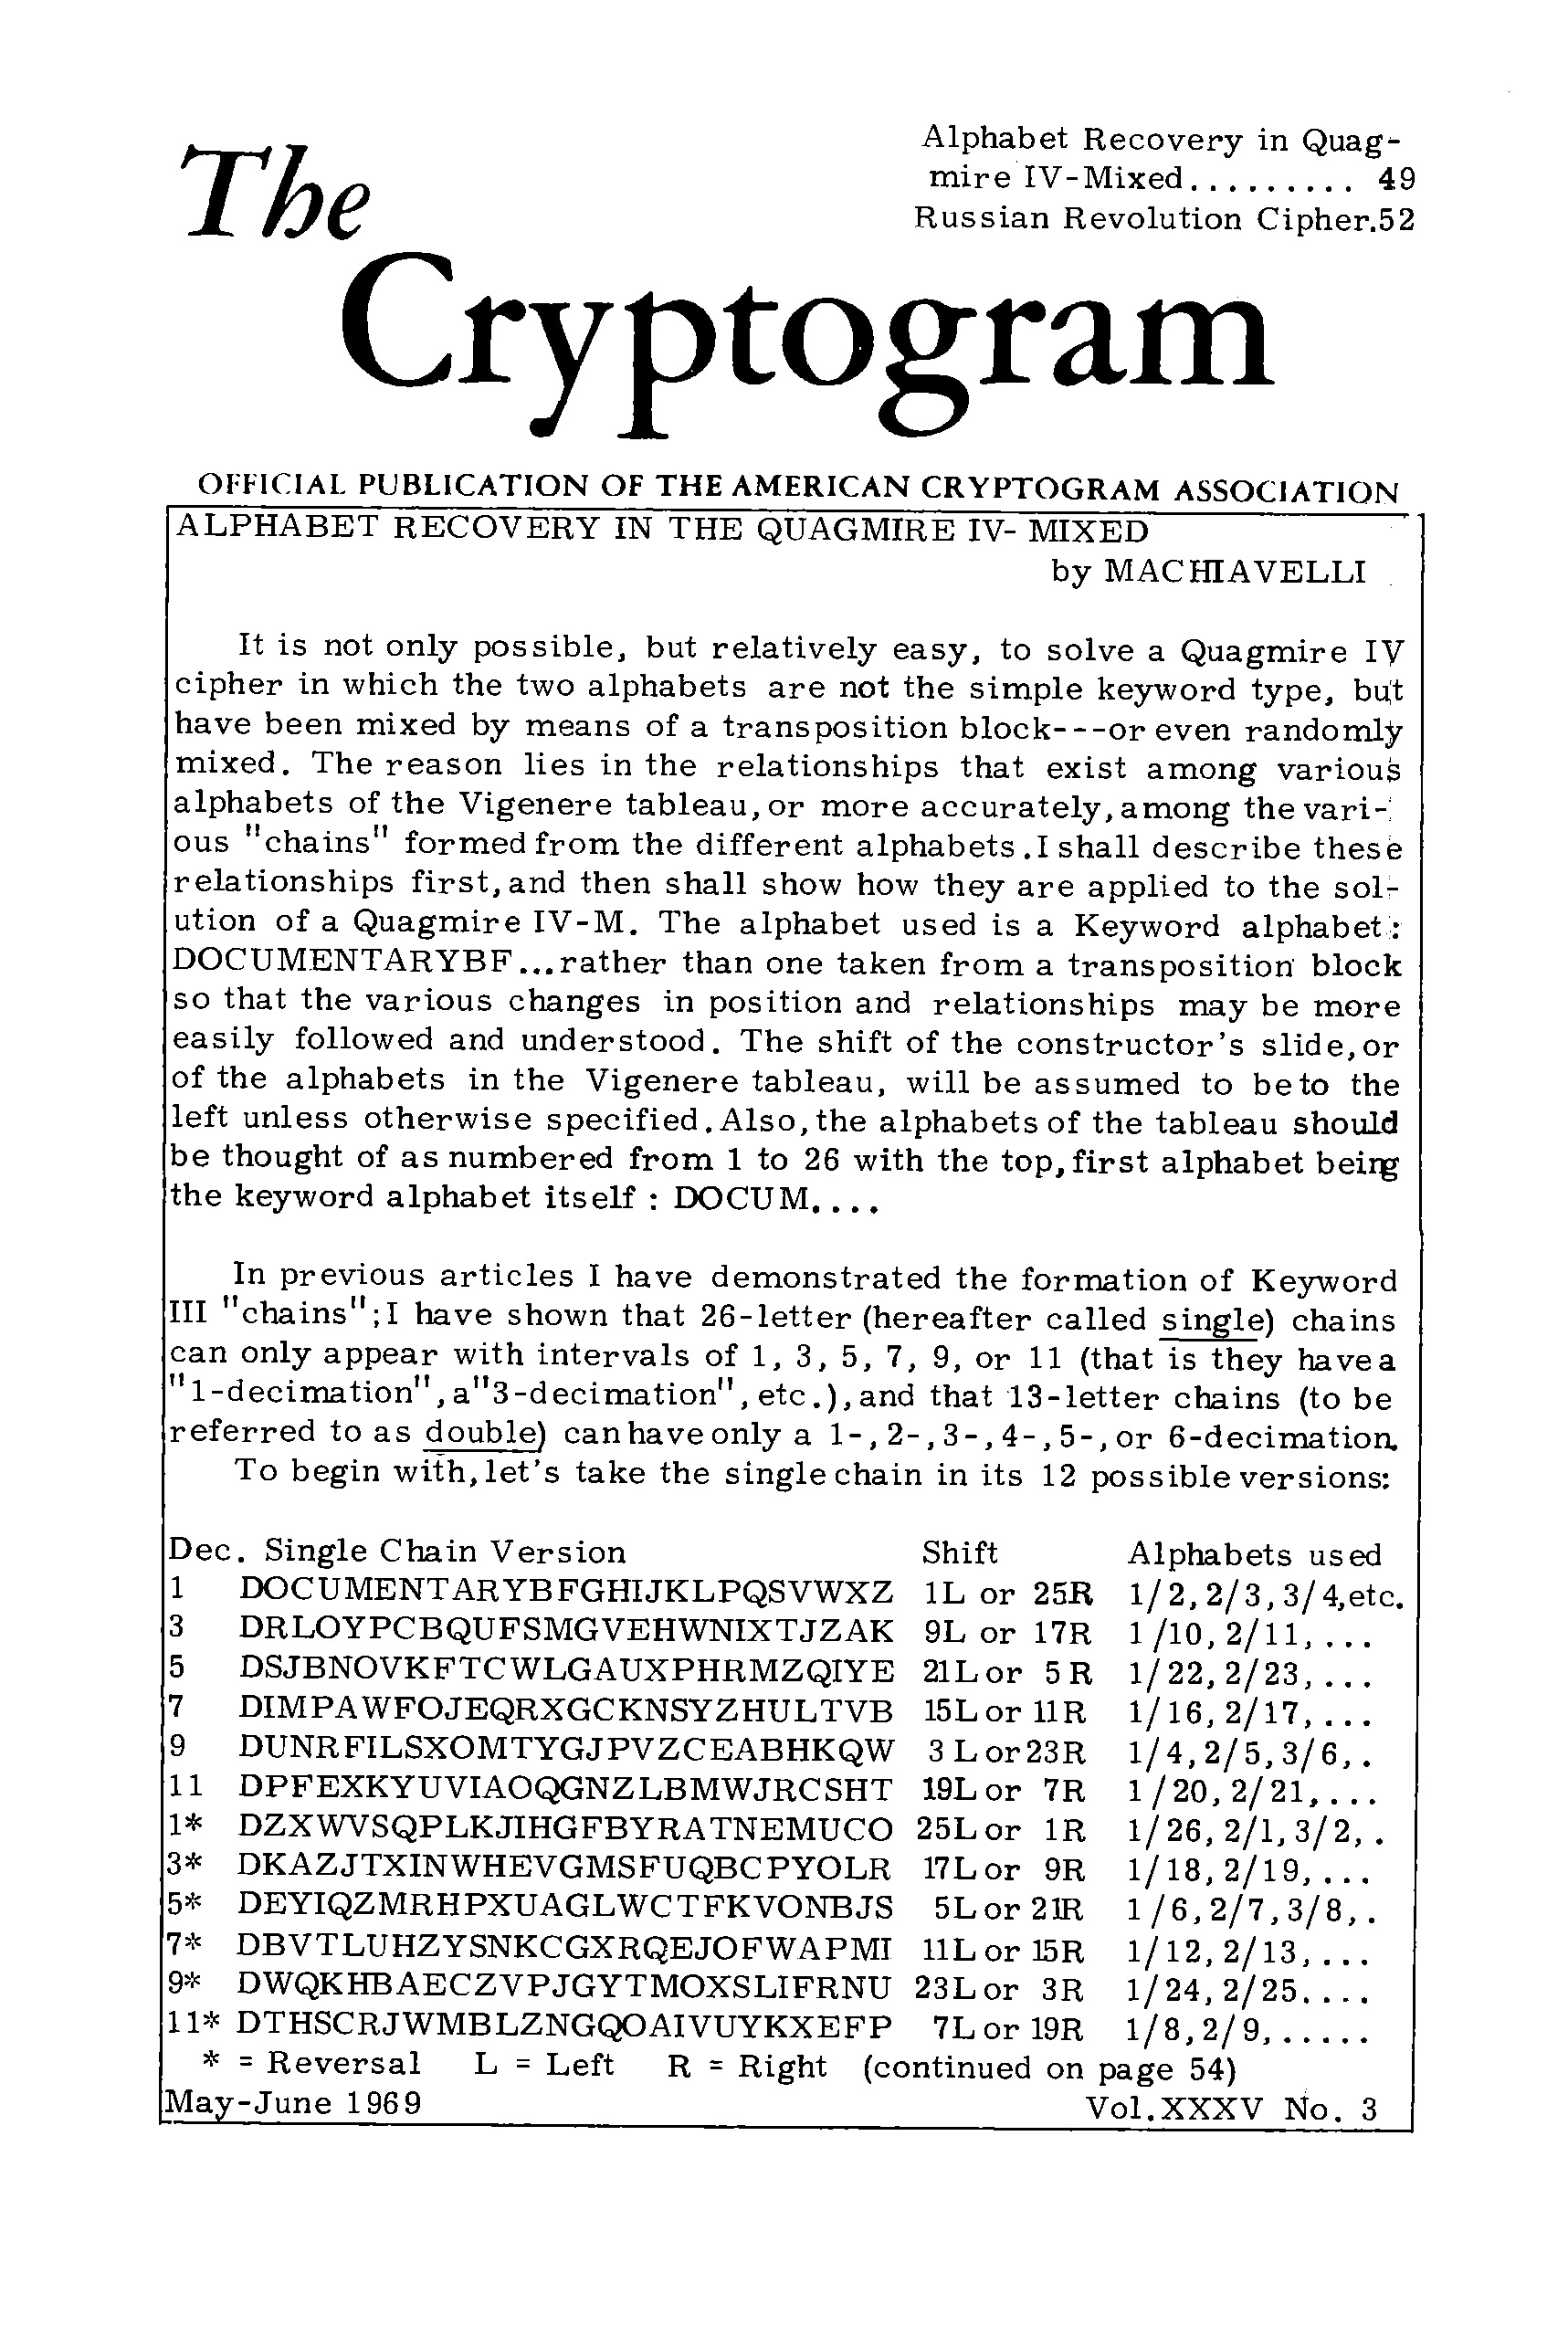 The
Cryptogram
Alphabet Recovery in Quag-
mire IV-Mixed......... 49
Russian Revolution Cipher.52
OFFICIAL PUBLICATION OF THE AMERICAN CRYPTOGRAM ASSOCIATION
ALPHABET RECOVERY IN THE QUAGMIRE IV- MIXED
by MACHIAVELLI
It is not only possible, but relatively easy, to solve a Quagmire IV
cipher in which the two alphabets are not the simple keyword type, but
have been mixed by means of a transposition block---or even randomly
mixed. The reason lies in the relationships that exist among various
alphabets of the Vigenere tableau, or more accurately, among the vari-
ous "chains" formed from the different alphabets. I shall describe these
relationships first, and then shall show how they are applied to the sol-
ution of a Quagmire IV-M. The alphabet used is a Keyword alphabet:
DOCUMENTARYBF...rather than one taken from a transposition block
so that the various changes in position and relationships may be more
easily followed and understood. The shift of the constructor's slide, or
of the alphabets in the Vigenere tableau, will be assumed to be to the
left unless otherwise specified. Also, the alphabets of the tableau should
be thought of as numbered from 1 to 26 with the top, first alphabet being
the keyword alphabet itself : DOCUM....
In previous articles I have demonstrated the formation of Keyword
III "chains"; I have shown that 26-letter (hereafter called single) chains
can only appear with intervals of 1, 3, 5, 7, 9, or 11 (that is they have a
"1-decimation", a "3-decimation", etc.), and that 13-letter chains (to be
referred to as double) can have only a 1-, 2-, 3-, 4-, 5-, or 6-decimation.
To begin with, let's take the single chain in its 12 possible versions:
Dec. Single Chain Version Shift Alphabets used
1 DOCUMENTARYBFGHIJKLPQSVWXZ 1L or 25R 1/2,2/3,3/4,etc.
3 DRLOYPCBQUFSMGVEHWNIXTJZAK 9L or 17R 1/10, 2/11,...
5 DSJBNOVKFTCWLGAUXPHRMZQIYE 21L or 5R 1/22, 2/23,...
7 DIMPAWFOJEQRXGCKNSYZHULTVB 15L or 11R 1/16, 2/17,...
9 DUNRFILSXOMTYGJPVZCEABHKQW 3 L or 23R 1/4,2/5,3/6,.
11 DPFEXKYUVIAOQGNZLBMWJRCSHT 19L or 7R 1/20, 2/21,...
1* DZXWVSQPLKJIHGFBYRATNEMUCO 25L or 1R 1/26, 2/1, 3/2,.
3* DKAZJTXINWHEVGMSFUQBCPYOLR 17L or 9R 1/18, 2/19,...
5* DEYIQZMRHPXUAGLWCTFKVONBJS 5L or 21R 1/6,2/7,3/8,.
7* DBVTLUHZYSNKCGXRQEJOFWAPMI 11L or 15R 1/12, 2/13,...
9* DWQKHBAECZVPJGYTMOXSLIFRNU 23L or 3R 1/24, 2/25....
11* DTHSCRJWMBLZNGQOAIVUYKXEFP 7L or 19R 1/8,2/9,......
* = Reversal L = Left R = Right (continued on page 54)
May-June 1969 Vol.XXXV No. 3